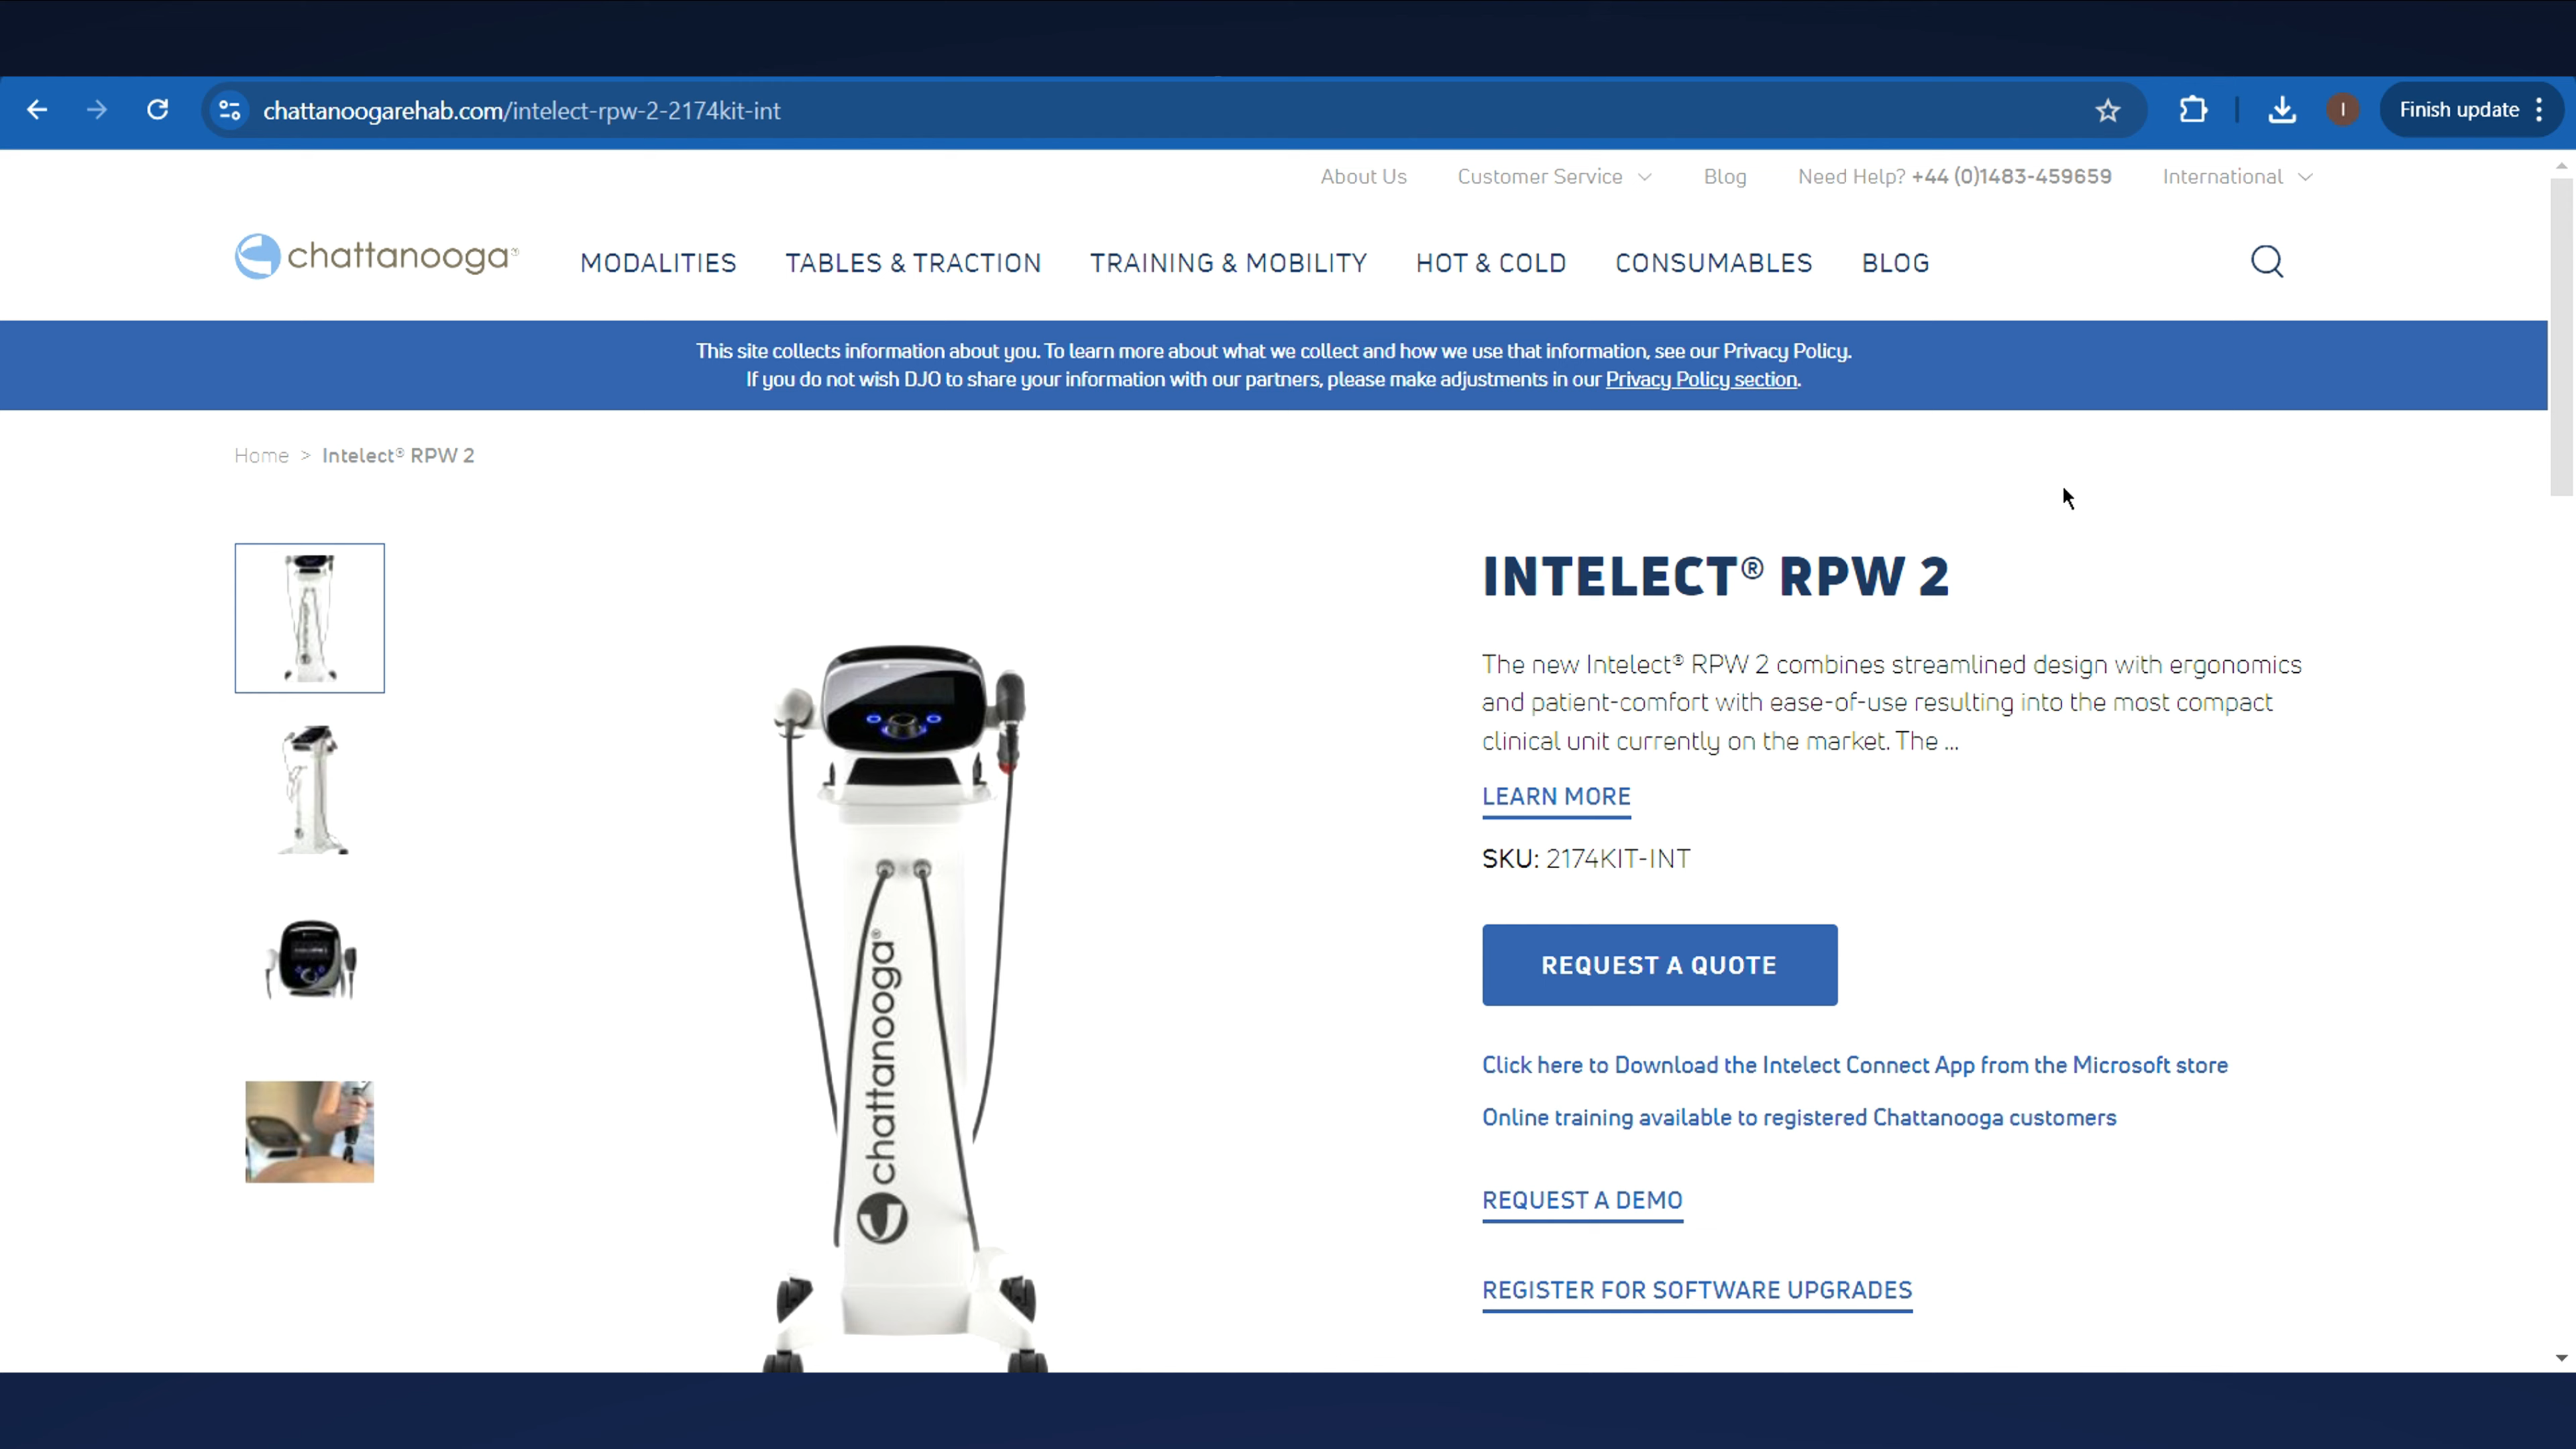 chattanoogarehab.com/intelect-rpw-2-2174kit-int
I
Finish update
About Us
Customer Service
Blog
Need Help? +44 (0)1483-459659
International
chattanooga®
MODALITIES
TABLES & TRACTION
TRAINING & MOBILITY
HOT & COLD
CONSUMABLES
BLOG
This site collects information about you. To learn more about what we collect and how we use that information, see our Privacy Policy.
If you do not wish DJO to share your information with our partners, please make adjustments in our Privacy Policy section.
Home > Intelect® RPW 2
INTELECT® RPW 2
The new Intelect® RPW 2 combines streamlined design with ergonomics
and patient-comfort with ease-of-use resulting into the most compact
clinical unit currently on the market. The ...
LEARN MORE
SKU: 2174KIT-INT
REQUEST A QUOTE
Click here to Download the Intelect Connect App from the Microsoft store
Online training available to registered Chattanooga customers
REQUEST A DEMO
REGISTER FOR SOFTWARE UPGRADES
chattanooga®